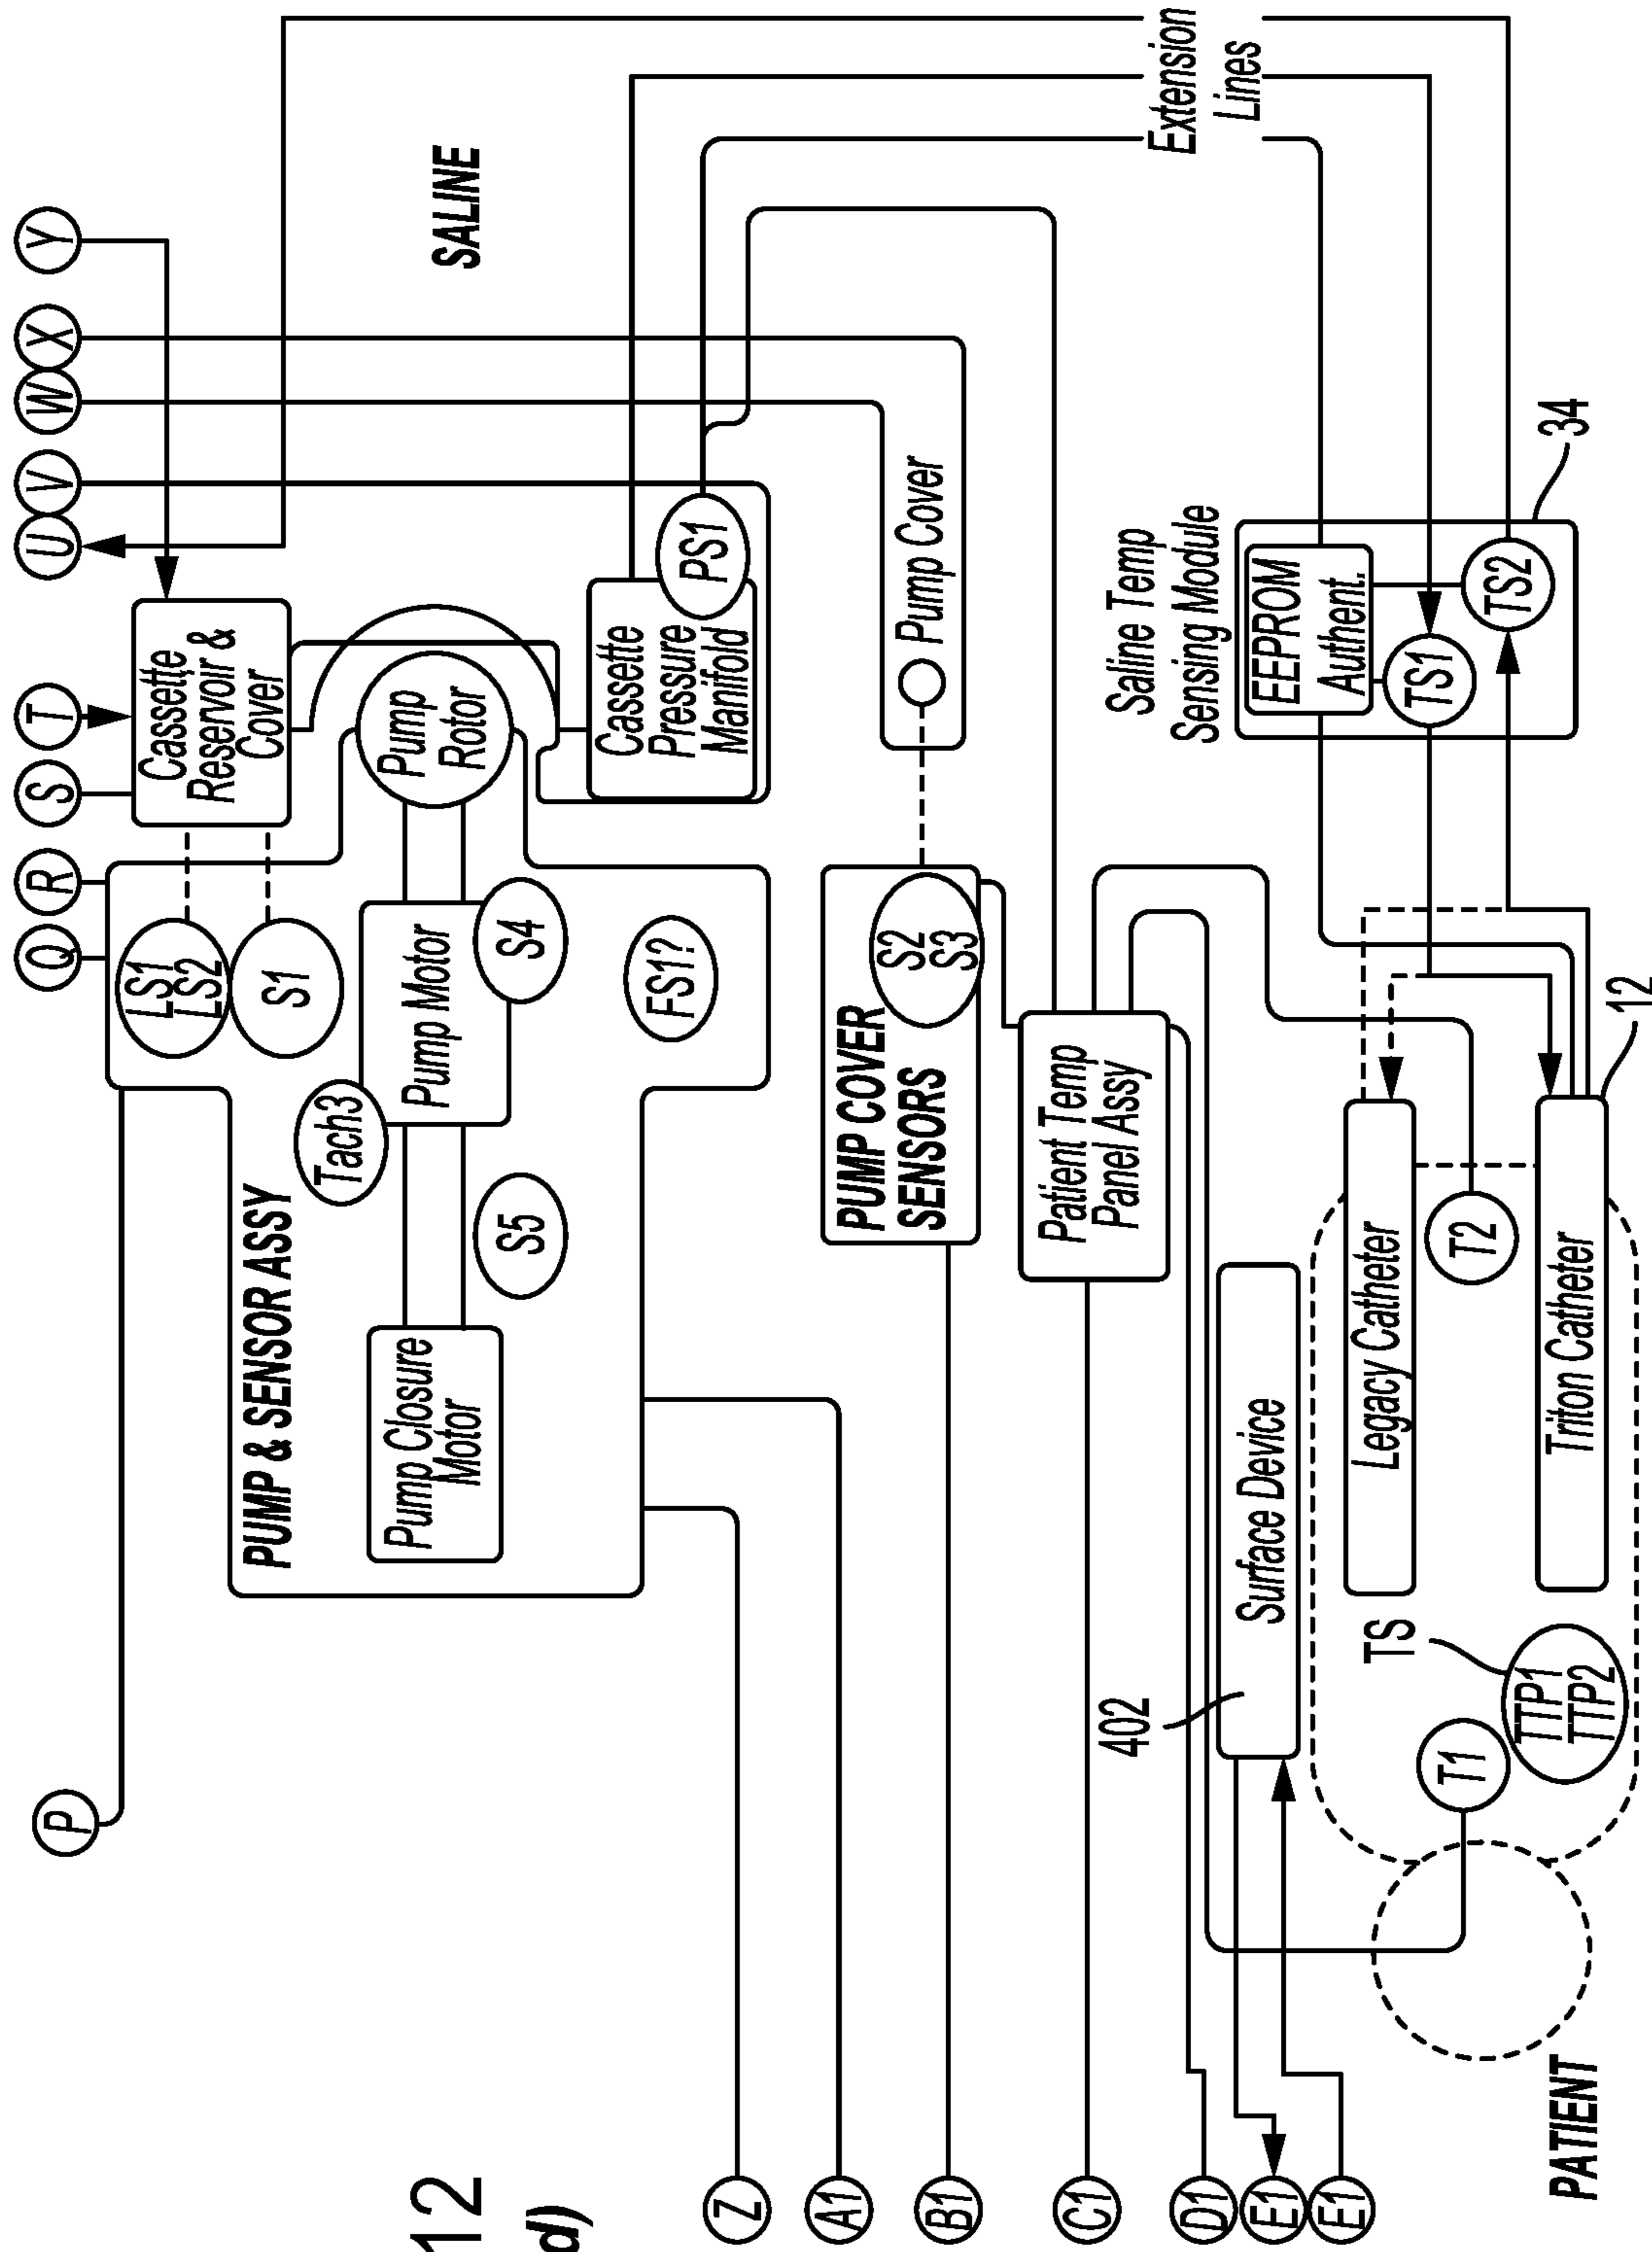 P
Q
R
S
T
U
V
W
X
Y
Cassette
Reservoir &
Cover
LS1
LS2
S1
PUMP & SENSOR ASSY
Tach3
Pump Motor
Pump
Rotor
S4
S5
Pump Closure
Motor
FS1?
SALINE
Cassette
Pressure
Manifold
PS1
12
d)
Z
A1
B1
C1
D1
E1
E1
PUMP COVER
SENSORS
S2
S3
Pump Cover
Patient Temp
Panel Assy
Extension
Lines
Saline Temp
Sensing Module
EEPROM
Authent.
TS1
TS2
34
402
Surface Device
Legacy Catheter
T2
Triton Catheter
12
TS
T1
TTP1
TTP2
PATIENT